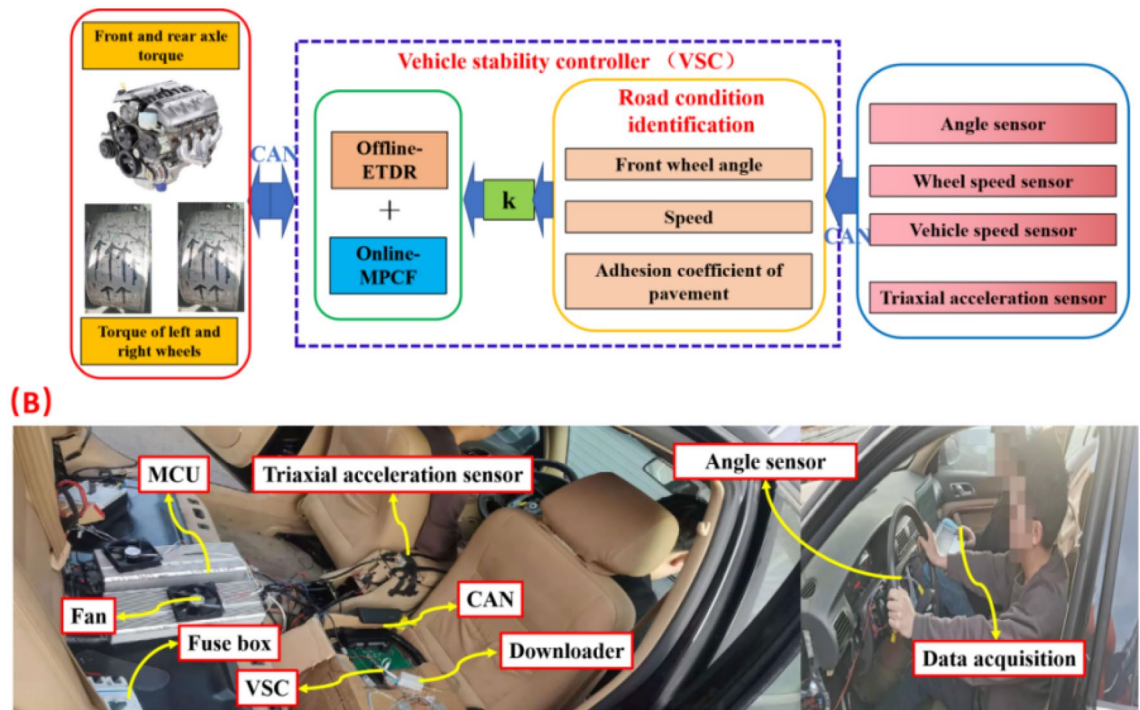 Front and rear axle
torque
Torque of left and
right wheels
CAN
Vehicle stability controller （VSC）
Offline-
ETDR
+
Online-
MPCF
k
Road condition
identification
Front wheel angle
Speed
Adhesion coefficient of
pavement
CAN
Angle sensor
Wheel speed sensor
Vehicle speed sensor
Triaxial acceleration sensor
(B)
MCU
Triaxial acceleration sensor
Angle sensor
Fan
CAN
Fuse box
Downloader
VSC
Data acquisition